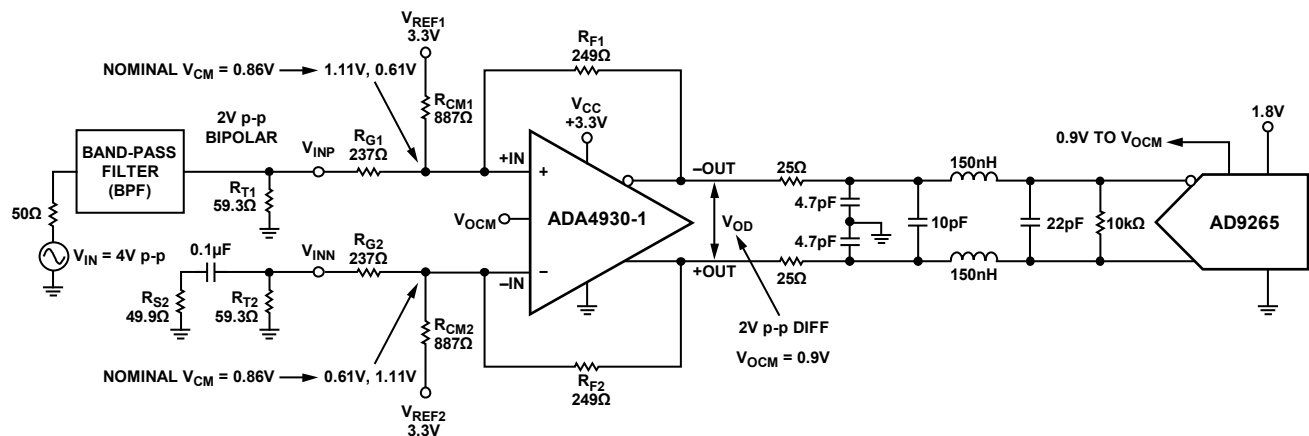 VREF1
3.3V
RF1
249Ω
NOMINAL VCM = 0.86V
1.11V, 0.61V
RCM1
887Ω
VCC
+3.3V
1.8V
2V p-p
BIPOLAR
RG1
237Ω
VINP
BAND-PASS
FILTER
(BPF)
RT1
59.3Ω
+IN
+
–OUT
25Ω
150nH
0.9V TO VOCM
50Ω
VIN = 4V p-p
VOCM
ADA4930-1
VOD
4.7pF
4.7pF
10pF
22pF
10kΩ
AD9265
0.1µF
VINN
RG2
237Ω
–
–IN
+OUT
25Ω
150nH
RS2
49.9Ω
RT2
59.3Ω
RCM2
887Ω
2V p-p DIFF
VOCM = 0.9V
NOMINAL VCM = 0.86V
0.61V, 1.11V
RF2
249Ω
VREF2
3.3V